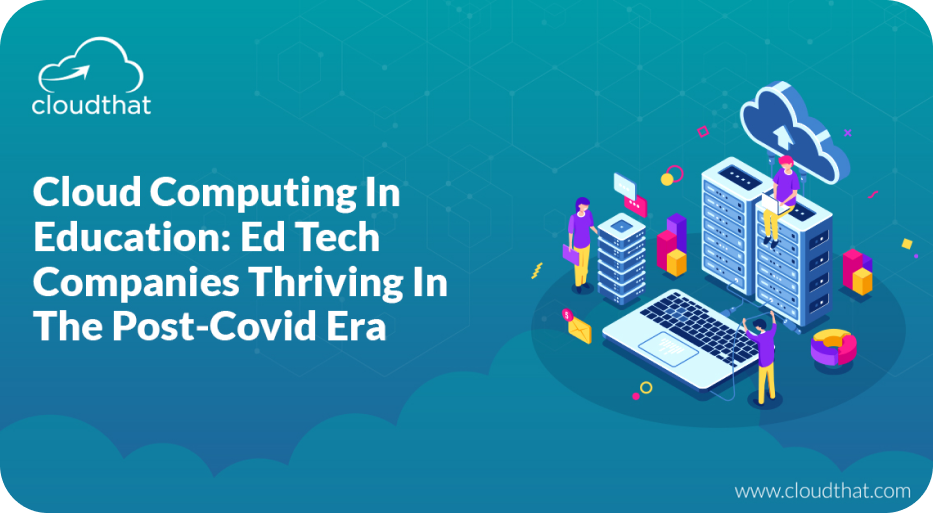 cloudthat
Cloud Computing In
Education: Ed Tech
Companies Thriving In
The Post-Covid Era
$
www.cloudthat.com